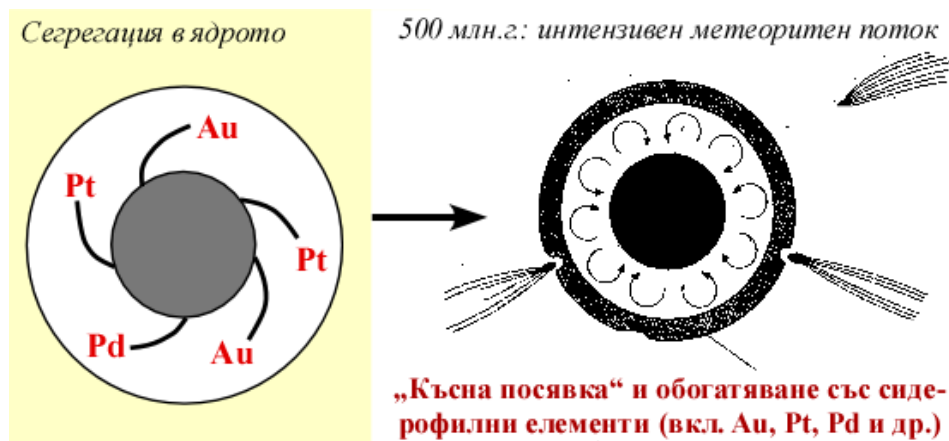 Сегрегация в ядрото
500 млн.г: интензивен метеоритен поток
Au
Pt
Pt
Pd
Au
„Късна посявка“ и обогатяване със сиде-
рофилни елементи (вкл. Au, Pt, Pd и др.)